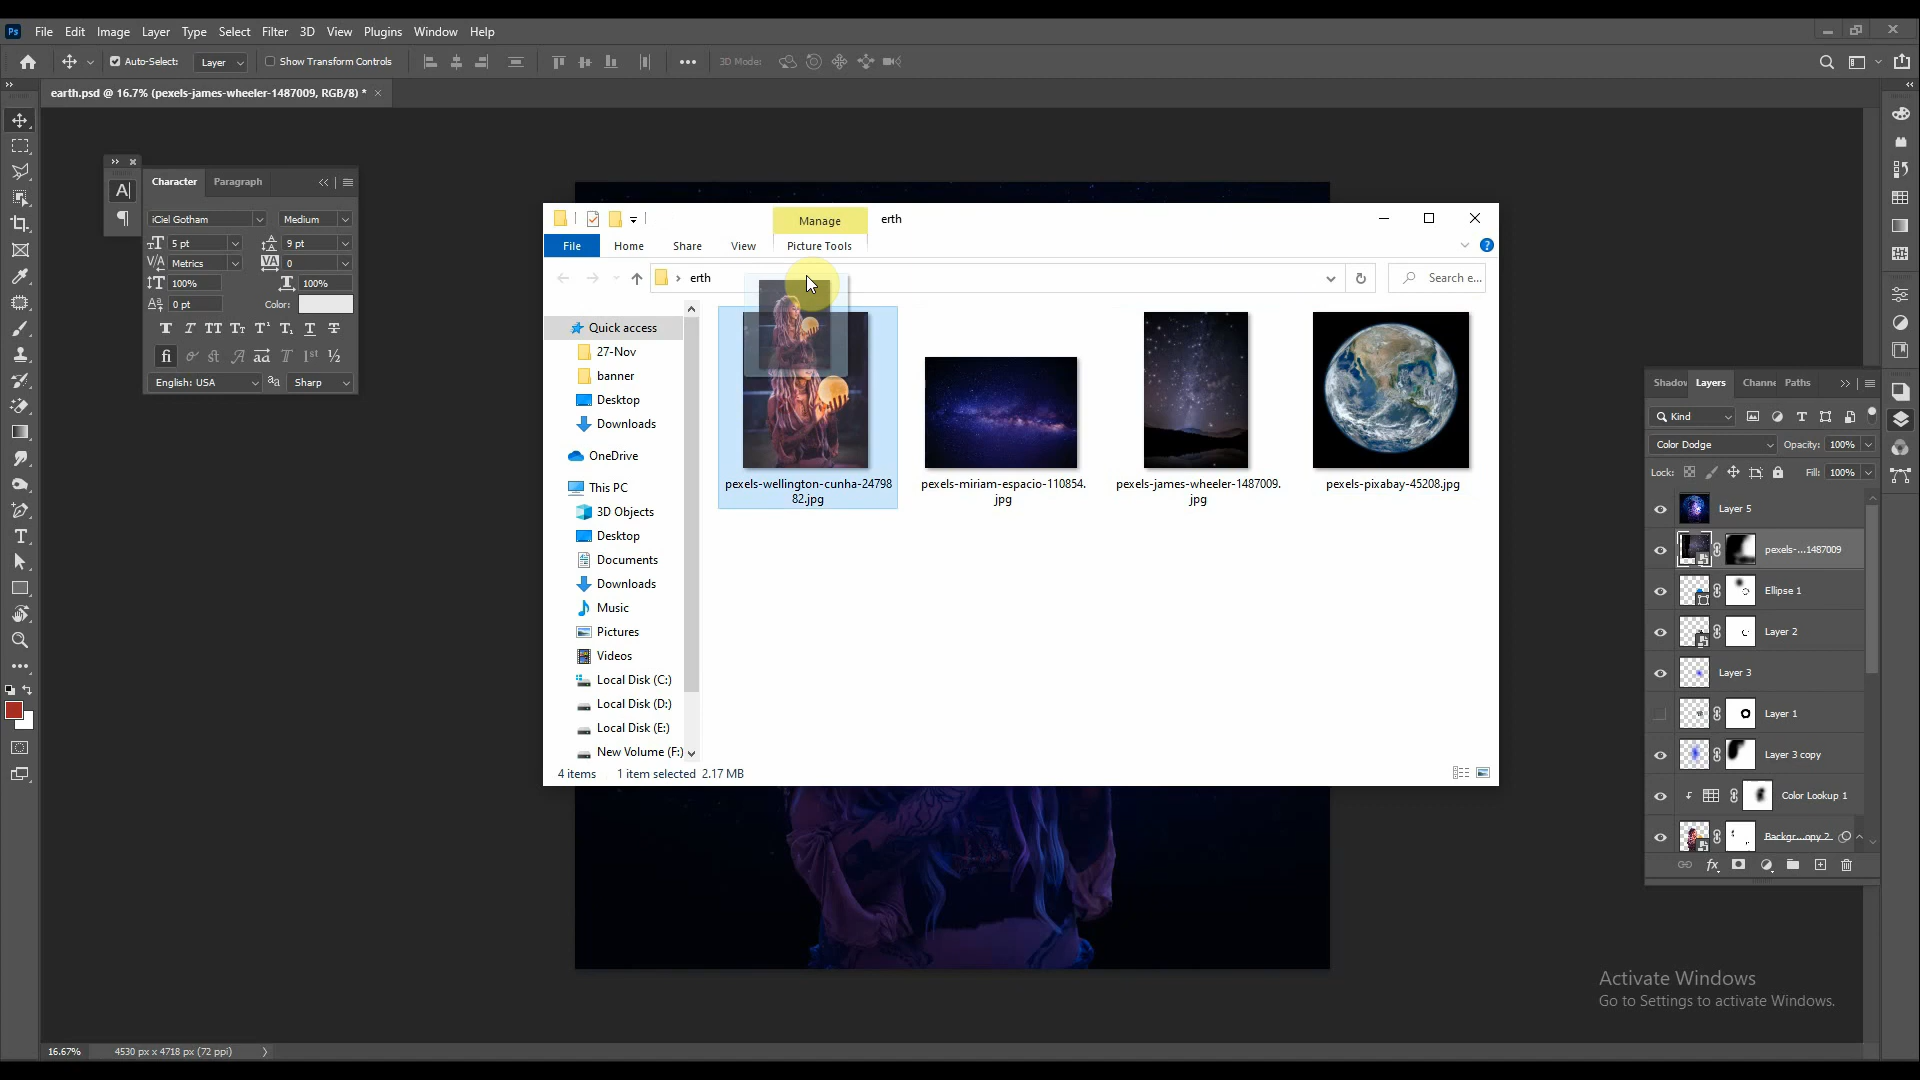 Ps File Edit Image Layer Type Select Filter 3D View Plugins Window Help
Auto-Select: Layer Show Transform Controls 3D Mode:
earth.psd @ 16.7% (pexels-james-wheeler-1487009, RGB/8) *
Character Paragraph
iCiel Gotham Medium
5 pt 9 pt
Metrics 0
100% 100%
0 pt Color:
English: USA Sharp
Manage erth
File Home Share View Picture Tools
erth Search e...
Quick access
27-Nov
banner
Desktop
Downloads
OneDrive
This PC
3D Objects
Desktop
Documents
Downloads
Music
Pictures
Videos
Local Disk (C:)
Local Disk (D:)
Local Disk (E:)
New Volume (F:)
pexels-wellington-cunha-24798
82.jpg
pexels-miriam-espacio-110854.
jpg
pexels-james-wheeler-1487009.
jpg
pexels-pixabay-45208.jpg
4 items 1 item selected 2.17 MB
Shadov Layers Channe Paths
Kind
Color Dodge Opacity: 100%
Lock: Fill: 100%
Layer 5
pexels-...1487009
Ellipse 1
Layer 2
Layer 3
Layer 1
Layer 3 copy
Color Lookup 1
Backgr...opy 2
Activate Windows
Go to Settings to activate Windows.
16.67% 4530 px x 4718 px (72 ppi)